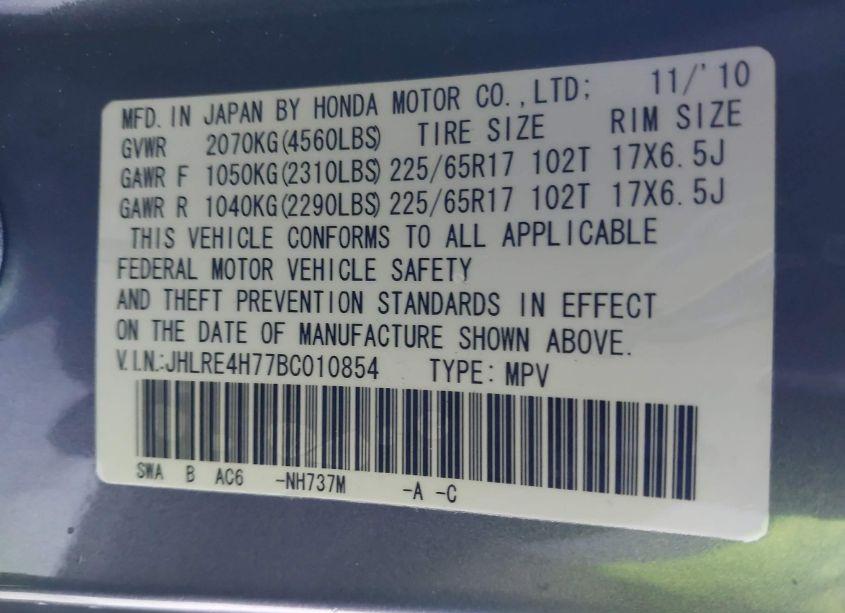 MFD. IN JAPAN BY HONDA MOTOR CO., LTD; 11/'10
GVWR 2070KG(4560LBS) TIRE SIZE RIM SIZE
GAWR F 1050KG(2310LBS) 225/65R17 102T 17X6.5J
GAWR R 1040KG(2290LBS) 225/65R17 102T 17X6.5J
THIS VEHICLE CONFORMS TO ALL APPLICABLE
FEDERAL MOTOR VEHICLE SAFETY
AND THEFT PREVENTION STANDARDS IN EFFECT
ON THE DATE OF MANUFACTURE SHOWN ABOVE.
V.I.N.:JHLRE4H77BC010854 TYPE: MPV
SWA B AC6 -NH737M -A -C